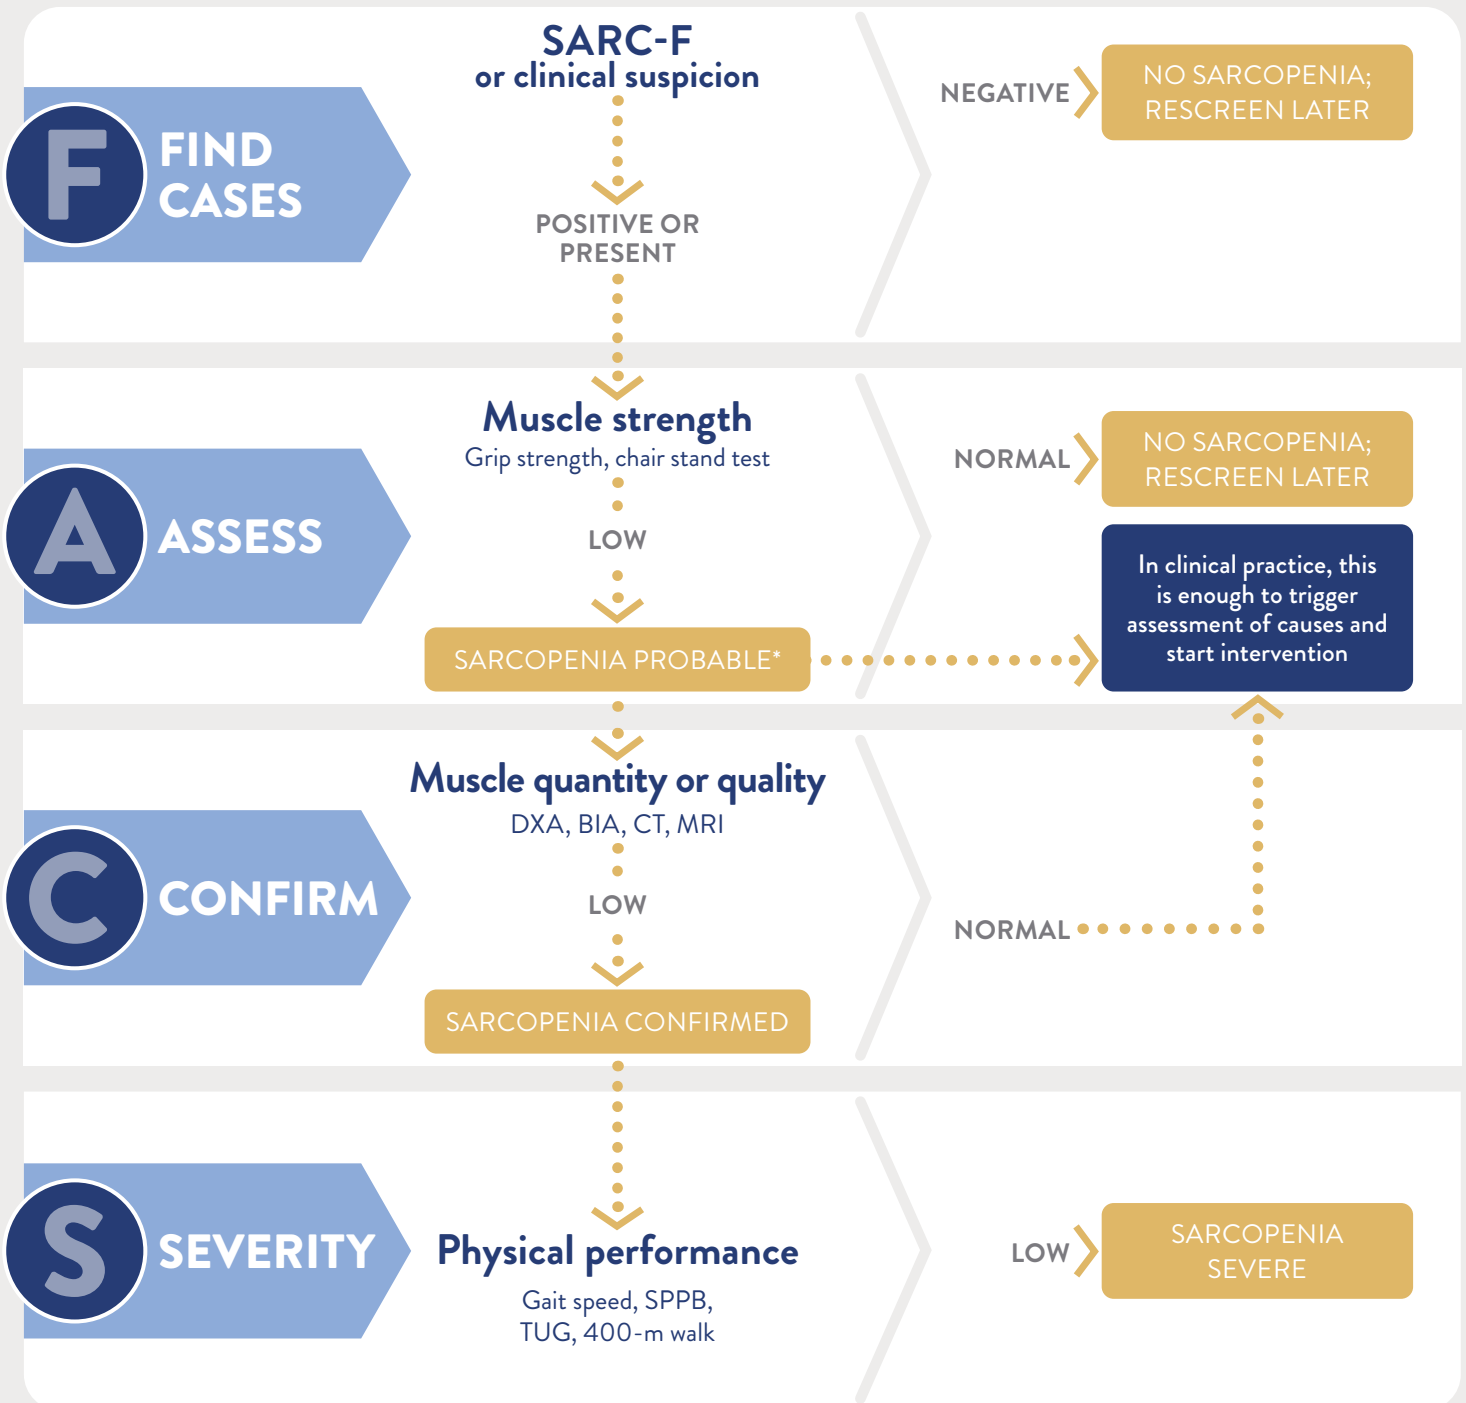 F
FIND
CASES
SARC-F
or clinical suspicion
POSITIVE OR
PRESENT
NEGATIVE
NO SARCOPENIA;
RESCREEN LATER
A
ASSESS
Muscle strength
Grip strength, chair stand test
LOW
SARCOPENIA PROBABLE*
NORMAL
NO SARCOPENIA;
RESCREEN LATER
In clinical practice, this
is enough to trigger
assessment of causes and
start intervention
C
CONFIRM
Muscle quantity or quality
DXA, BIA, CT, MRI
LOW
SARCOPENIA CONFIRMED
NORMAL
S
SEVERITY
Physical performance
Gait speed, SPPB,
TUG, 400-m walk
LOW
SARCOPENIA
SEVERE